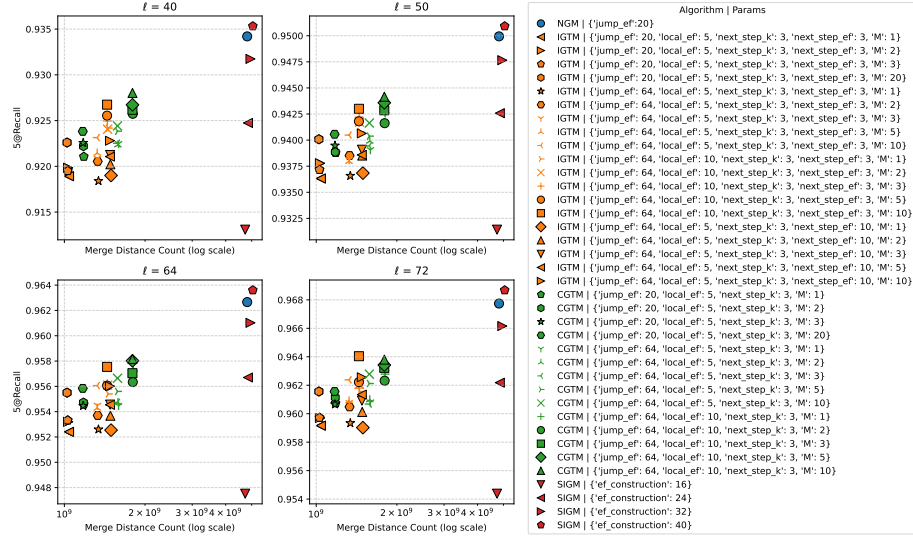 ℓ = 40
0.935
0.930
0.925
0.920
0.915
5@Recall
Merge Distance Count (log scale)
ℓ = 50
0.9500
0.9475
0.9450
0.9425
0.9400
0.9375
0.9350
0.9325
Merge Distance Count (log scale)
ℓ = 64
0.964
0.962
0.960
0.958
0.956
0.954
0.952
0.950
0.948
5@Recall
10⁹
2 × 10⁹
3 × 10⁹
4 × 10⁹
Merge Distance Count (log scale)
ℓ = 72
0.968
0.966
0.964
0.962
0.960
0.958
0.956
0.954
10⁹
2 × 10⁹
3 × 10⁹
4 × 10⁹
Merge Distance Count (log scale)
Algorithm | Params
NGM | {'jump_ef':20}
IGTM | {'jump_ef': 20, 'local_ef': 5, 'next_step_k': 3, 'next_step_ef': 3, 'M': 1}
IGTM | {'jump_ef': 20, 'local_ef': 5, 'next_step_k': 3, 'next_step_ef': 3, 'M': 2}
IGTM | {'jump_ef': 20, 'local_ef': 5, 'next_step_k': 3, 'next_step_ef': 3, 'M': 3}
IGTM | {'jump_ef': 20, 'local_ef': 5, 'next_step_k': 3, 'next_step_ef': 3, 'M': 20}
IGTM | {'jump_ef': 64, 'local_ef': 5, 'next_step_k': 3, 'next_step_ef': 3, 'M': 1}
IGTM | {'jump_ef': 64, 'local_ef': 5, 'next_step_k': 3, 'next_step_ef': 3, 'M': 2}
IGTM | {'jump_ef': 64, 'local_ef': 5, 'next_step_k': 3, 'next_step_ef': 3, 'M': 3}
IGTM | {'jump_ef': 64, 'local_ef': 5, 'next_step_k': 3, 'next_step_ef': 3, 'M': 5}
IGTM | {'jump_ef': 64, 'local_ef': 5, 'next_step_k': 3, 'next_step_ef': 3, 'M': 10}
IGTM | {'jump_ef': 64, 'local_ef': 10, 'next_step_k': 3, 'next_step_ef': 3, 'M': 1}
IGTM | {'jump_ef': 64, 'local_ef': 10, 'next_step_k': 3, 'next_step_ef': 3, 'M': 2}
IGTM | {'jump_ef': 64, 'local_ef': 10, 'next_step_k': 3, 'next_step_ef': 3, 'M': 3}
IGTM | {'jump_ef': 64, 'local_ef': 10, 'next_step_k': 3, 'next_step_ef': 3, 'M': 5}
IGTM | {'jump_ef': 64, 'local_ef': 10, 'next_step_k': 3, 'next_step_ef': 3, 'M': 10}
IGTM | {'jump_ef': 64, 'local_ef': 5, 'next_step_k': 3, 'next_step_ef': 10, 'M': 1}
IGTM | {'jump_ef': 64, 'local_ef': 5, 'next_step_k': 3, 'next_step_ef': 10, 'M': 2}
IGTM | {'jump_ef': 64, 'local_ef': 5, 'next_step_k': 3, 'next_step_ef': 10, 'M': 3}
IGTM | {'jump_ef': 64, 'local_ef': 5, 'next_step_k': 3, 'next_step_ef': 10, 'M': 5}
IGTM | {'jump_ef': 64, 'local_ef': 5, 'next_step_k': 3, 'next_step_ef': 10, 'M': 10}
CGTM | {'jump_ef': 20, 'local_ef': 5, 'next_step_k': 3, 'M': 1}
CGTM | {'jump_ef': 20, 'local_ef': 5, 'next_step_k': 3, 'M': 2}
CGTM | {'jump_ef': 20, 'local_ef': 5, 'next_step_k': 3, 'M': 3}
CGTM | {'jump_ef': 20, 'local_ef': 5, 'next_step_k': 3, 'M': 20}
CGTM | {'jump_ef': 64, 'local_ef': 5, 'next_step_k': 3, 'M': 1}
CGTM | {'jump_ef': 64, 'local_ef': 5, 'next_step_k': 3, 'M': 2}
CGTM | {'jump_ef': 64, 'local_ef': 5, 'next_step_k': 3, 'M': 3}
CGTM | {'jump_ef': 64, 'local_ef': 5, 'next_step_k': 3, 'M': 5}
CGTM | {'jump_ef': 64, 'local_ef': 5, 'next_step_k': 3, 'M': 10}
CGTM | {'jump_ef': 64, 'local_ef': 10, 'next_step_k': 3, 'M': 1}
CGTM | {'jump_ef': 64, 'local_ef': 10, 'next_step_k': 3, 'M': 2}
CGTM | {'jump_ef': 64, 'local_ef': 10, 'next_step_k': 3, 'M': 3}
CGTM | {'jump_ef': 64, 'local_ef': 10, 'next_step_k': 3, 'M': 5}
CGTM | {'jump_ef': 64, 'local_ef': 10, 'next_step_k': 3, 'M': 10}
SIGM | {'ef_construction': 16}
SIGM | {'ef_construction': 24}
SIGM | {'ef_construction': 32}
SIGM | {'ef_construction': 40}